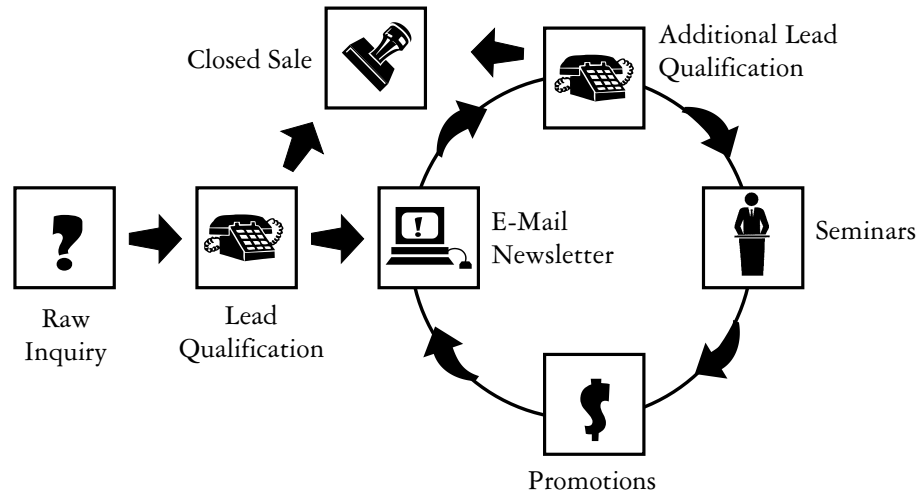 Closed Sale
Additional Lead
Qualification
?
!
E-Mail
Newsletter
Seminars
Raw
Inquiry
Lead
Qualification
$
Promotions